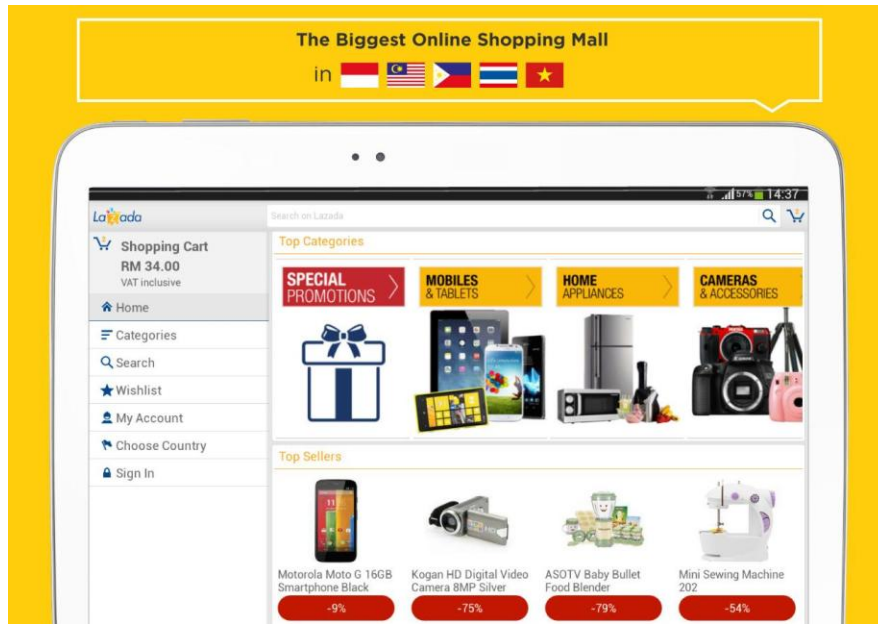 The Biggest Online Shopping Mall
in
57% 14:37
Lazada
Search on Lazada
Shopping Cart
RM 34.00
VAT inclusive
Home
Categories
Search
Wishlist
My Account
Choose Country
Sign In
Top Categories
SPECIAL
PROMOTIONS
MOBILES
& TABLETS
HOME
APPLIANCES
CAMERAS
& ACCESSORIES
Top Sellers
Motorola Moto G 16GB
Smartphone Black
-9%
Kogan HD Digital Video
Camera 8MP Silver
-75%
ASOTV Baby Bullet
Food Blender
-79%
Mini Sewing Machine
202
-54%